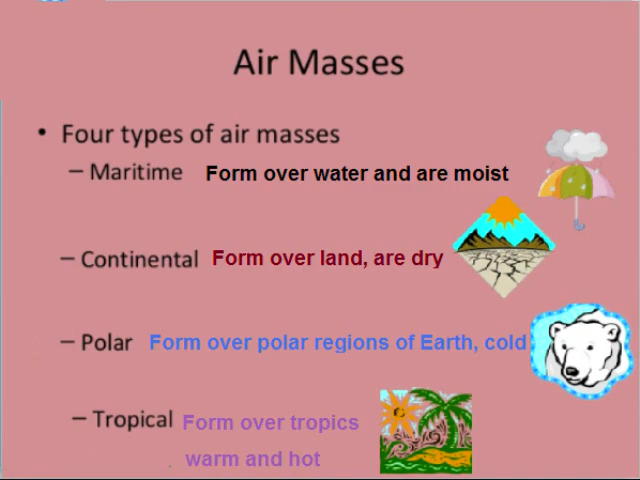 Air Masses
• Four types of air masses
– Maritime Form over water and are moist
– Continental Form over land, are dry
– Polar Form over polar regions of Earth, cold
– Tropical Form over tropics
warm and hot